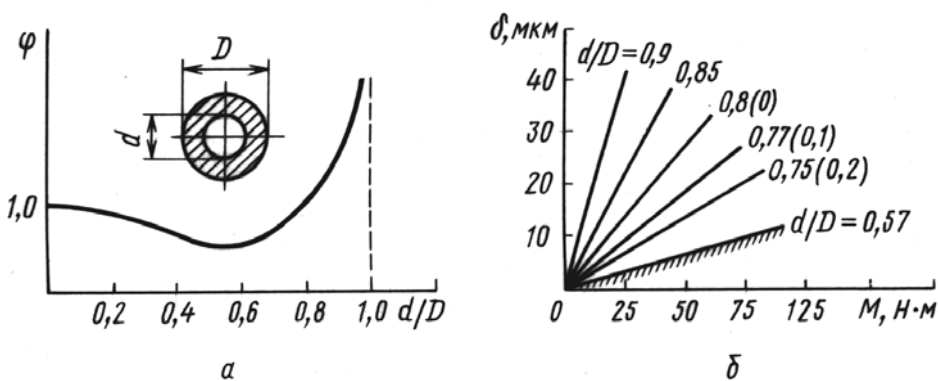 φ
D
d
1,0
0,2 0,4 0,6 0,8 1,0 d/D
а
δ, мкм
40
30
20
10
d/D = 0,9
0,85
0,8(0)
0,77(0,1)
0,75(0,2)
d/D = 0,57
0 25 50 75 125 М, Н·м
б